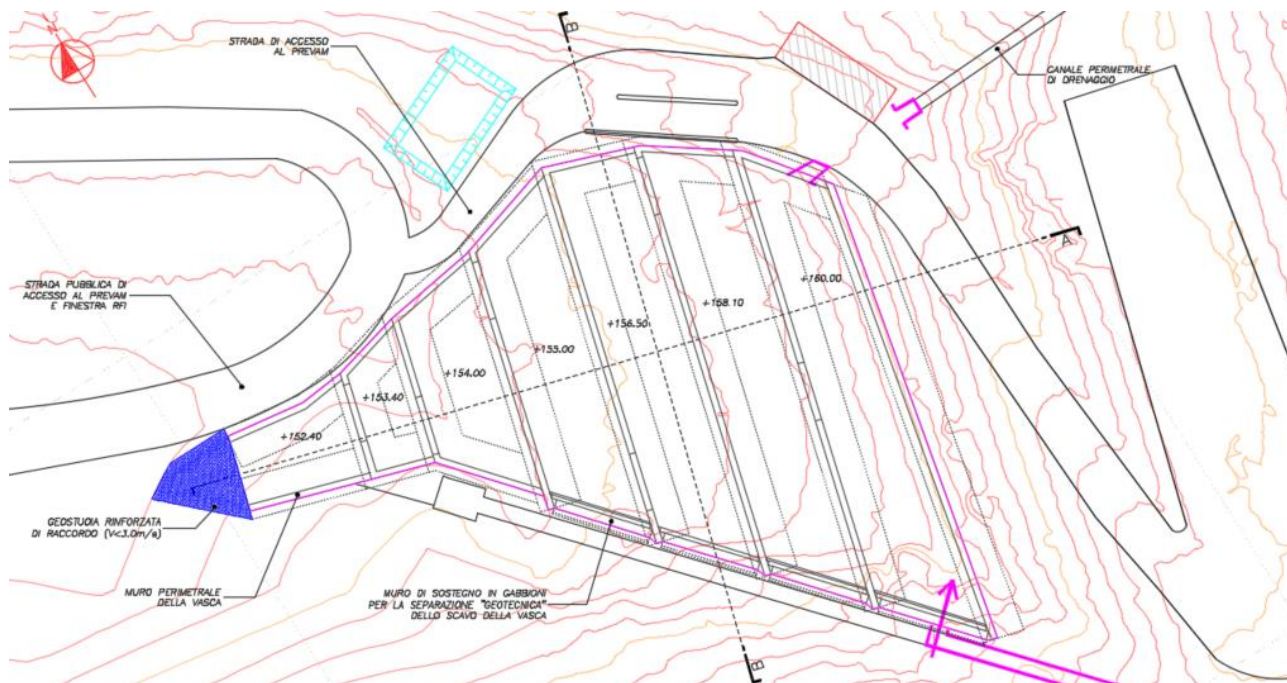 N
B
STRADA DI ACCESSO
AL PREVAM
CANALE PERIMETRALE
DI DRENAGGIO
A
STRADA PUBBLICA DI
ACCESSO AL PREVAM
E FINESTRA RFI
+160.00
+158.10
+156.50
+155.00
+154.00
+153.40
+152.40
GEOSTUOIA RINFORZATA
DI RACCORDO (V<3.0m/s)
MURO PERIMETRALE
DELLA VASCA
MURO DI SOSTEGNO IN GABBIONI
PER LA SEPARAZIONE "GEOTECNICA"
DELLO SCAVO DELLA VASCA
B